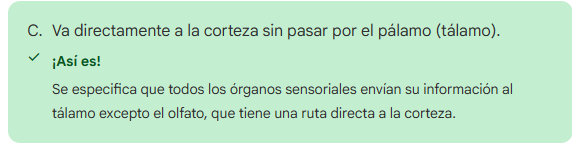 C. Va directamente a la corteza sin pasar por el pálamo (tálamo).
¡Así es!
Se especifica que todos los órganos sensoriales envían su información al
tálamo excepto el olfato, que tiene una ruta directa a la corteza.